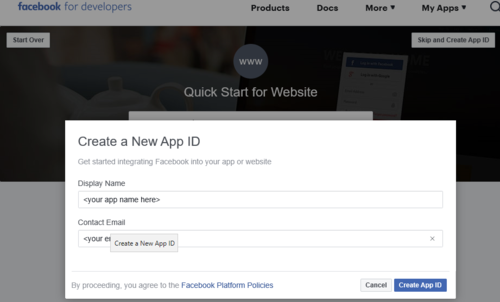 facebook for developers
Products Docs More ▾ My Apps ▾
Start Over
Skip and Create App ID
WWW
Quick Start for Website
Create a New App ID
Get started integrating Facebook into your app or website
Display Name
<your app name here>
Contact Email
<your
Create a New App ID
By proceeding, you agree to the Facebook Platform Policies
Cancel
Create App ID